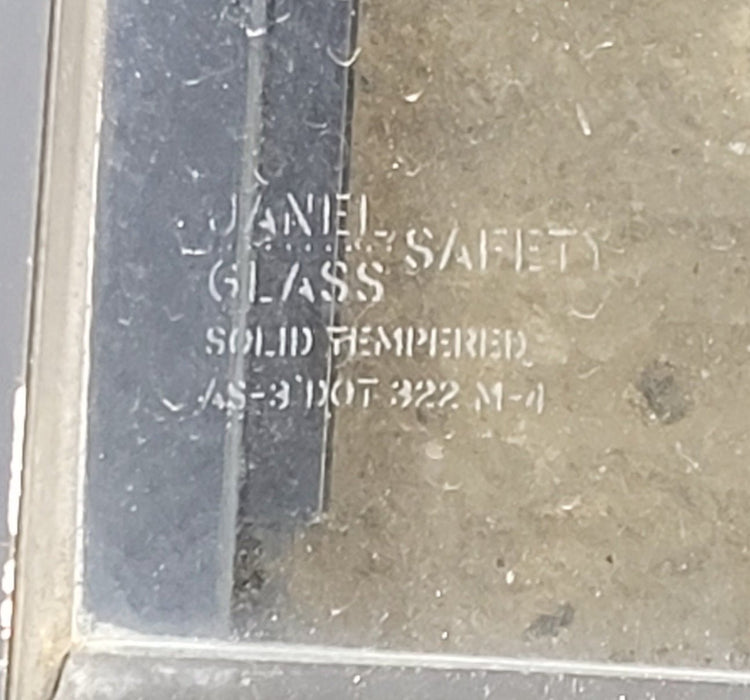 JANEL
SAFETY
GLASS
SOLID TEMPERED
AS-3 DOT 322 M-4